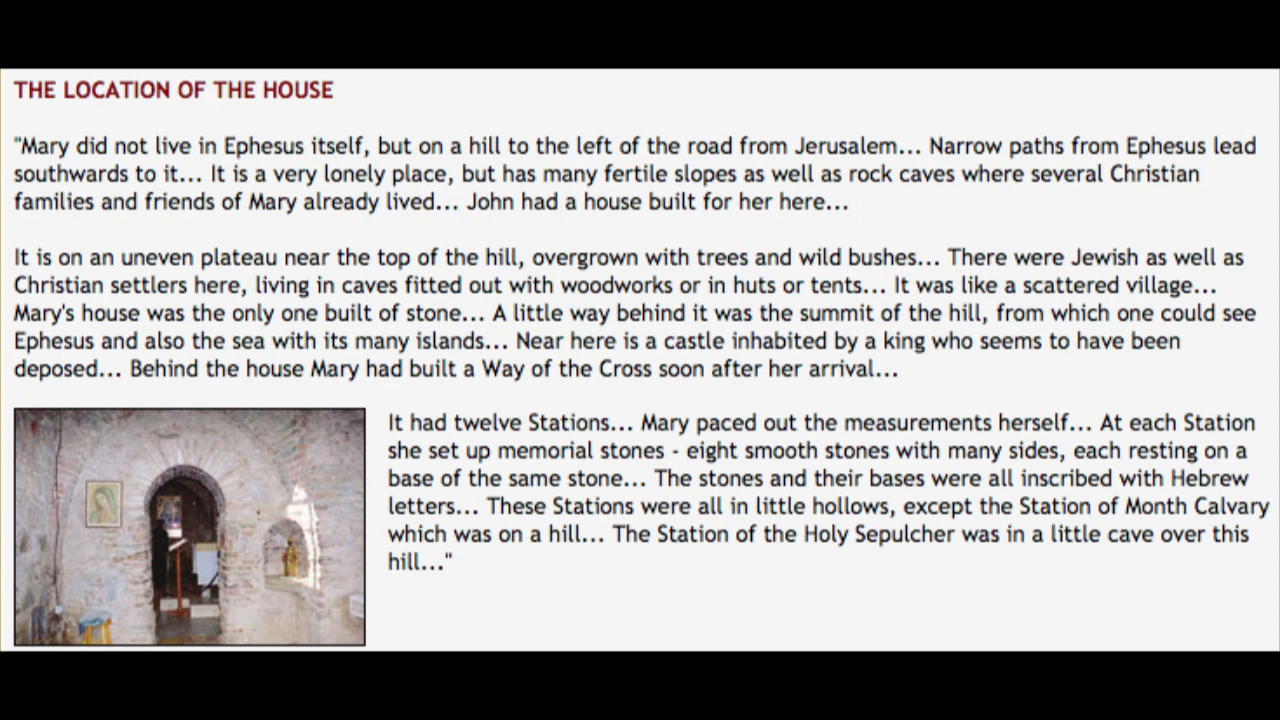 THE LOCATION OF THE HOUSE
"Mary did not live in Ephesus itself, but on a hill to the left of the road from Jerusalem... Narrow paths from Ephesus lead
southwards to it... It is a very lonely place, but has many fertile slopes as well as rock caves where several Christian
families and friends of Mary already lived... John had a house built for her here...
It is on an uneven plateau near the top of the hill, overgrown with trees and wild bushes... There were Jewish as well as
Christian settlers here, living in caves fitted out with woodworks or in huts or tents... It was like a scattered village...
Mary's house was the only one built of stone... A little way behind it was the summit of the hill, from which one could see
Ephesus and also the sea with its many islands... Near here is a castle inhabited by a king who seems to have been
deposed... Behind the house Mary had built a Way of the Cross soon after her arrival...
It had twelve Stations... Mary paced out the measurements herself... At each Station
she set up memorial stones - eight smooth stones with many sides, each resting on a
base of the same stone... The stones and their bases were all inscribed with Hebrew
letters... These Stations were all in little hollows, except the Station of Month Calvary
which was on a hill... The Station of the Holy Sepulcher was in a little cave over this
hill..."